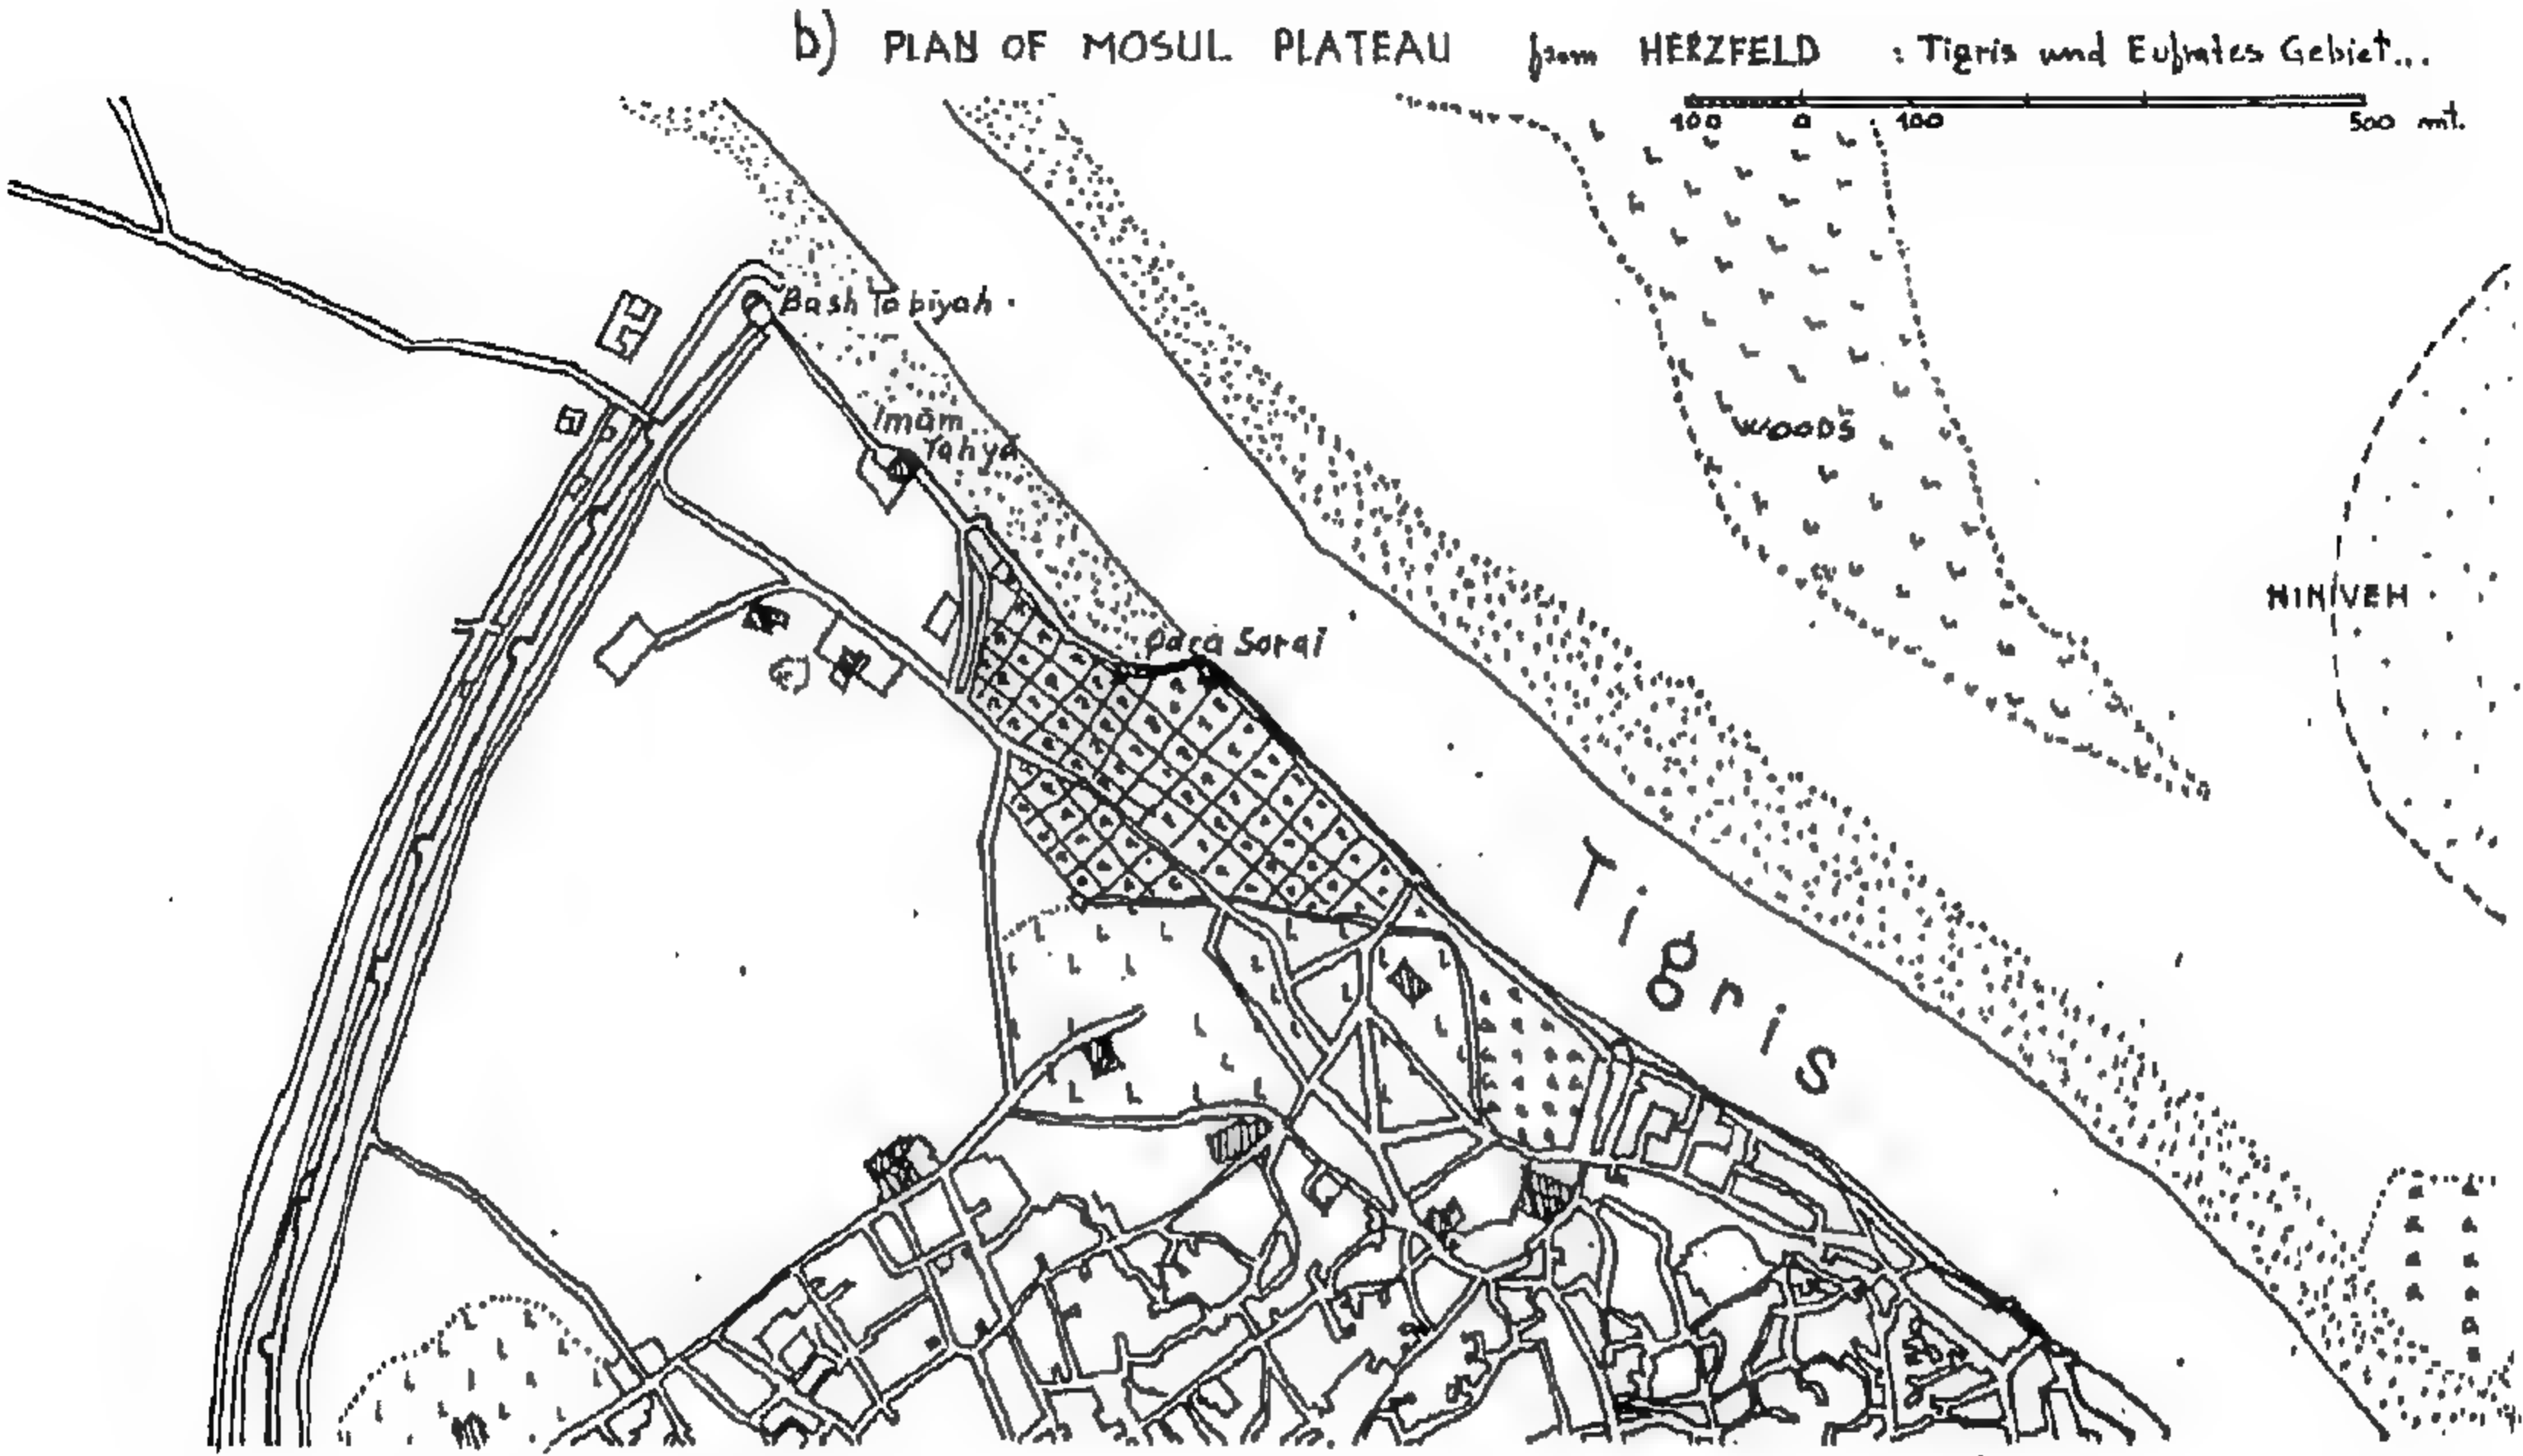 b) PLAN OF MOSUL PLATEAU from HERZFELD : Tigris und Eufrates Gebiet...
100 0 100 500 mt.
Bash Tabiyah
Imām
Yahyā
WOODS
NINIVEH
Qara Sorai
Tigris